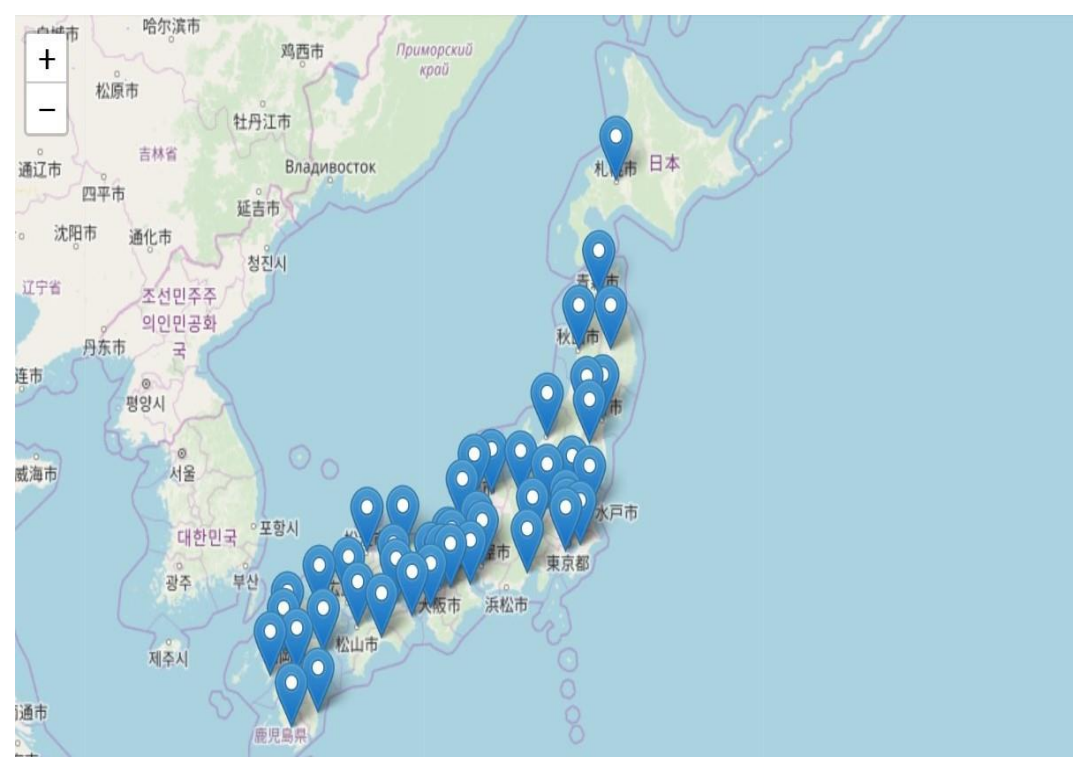 哈尔滨市
+
鸡西市
Приморский
край
松原市
−
牡丹江市
吉林省
通辽市
Владивосток
日本
四平市
延吉市
沈阳市
通化市
청진시
辽宁省
조선민주주
의인민공화
국
丹东市
连市
평양시
서울
威海市
포항시
水戸市
대한민국
東京都
광주
부산
大阪市
浜松市
松山市
제주시
鹿児島県